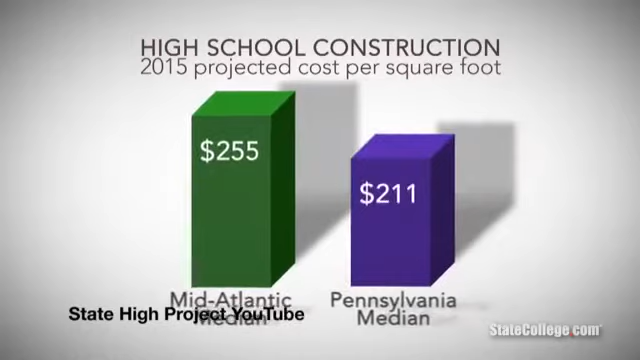 HIGH SCHOOL CONSTRUCTION
2015 projected cost per square foot
$255
$211
Mid-Atlantic
Median
Pennsylvania
Median
State High Project YouTube
StateCollege.com